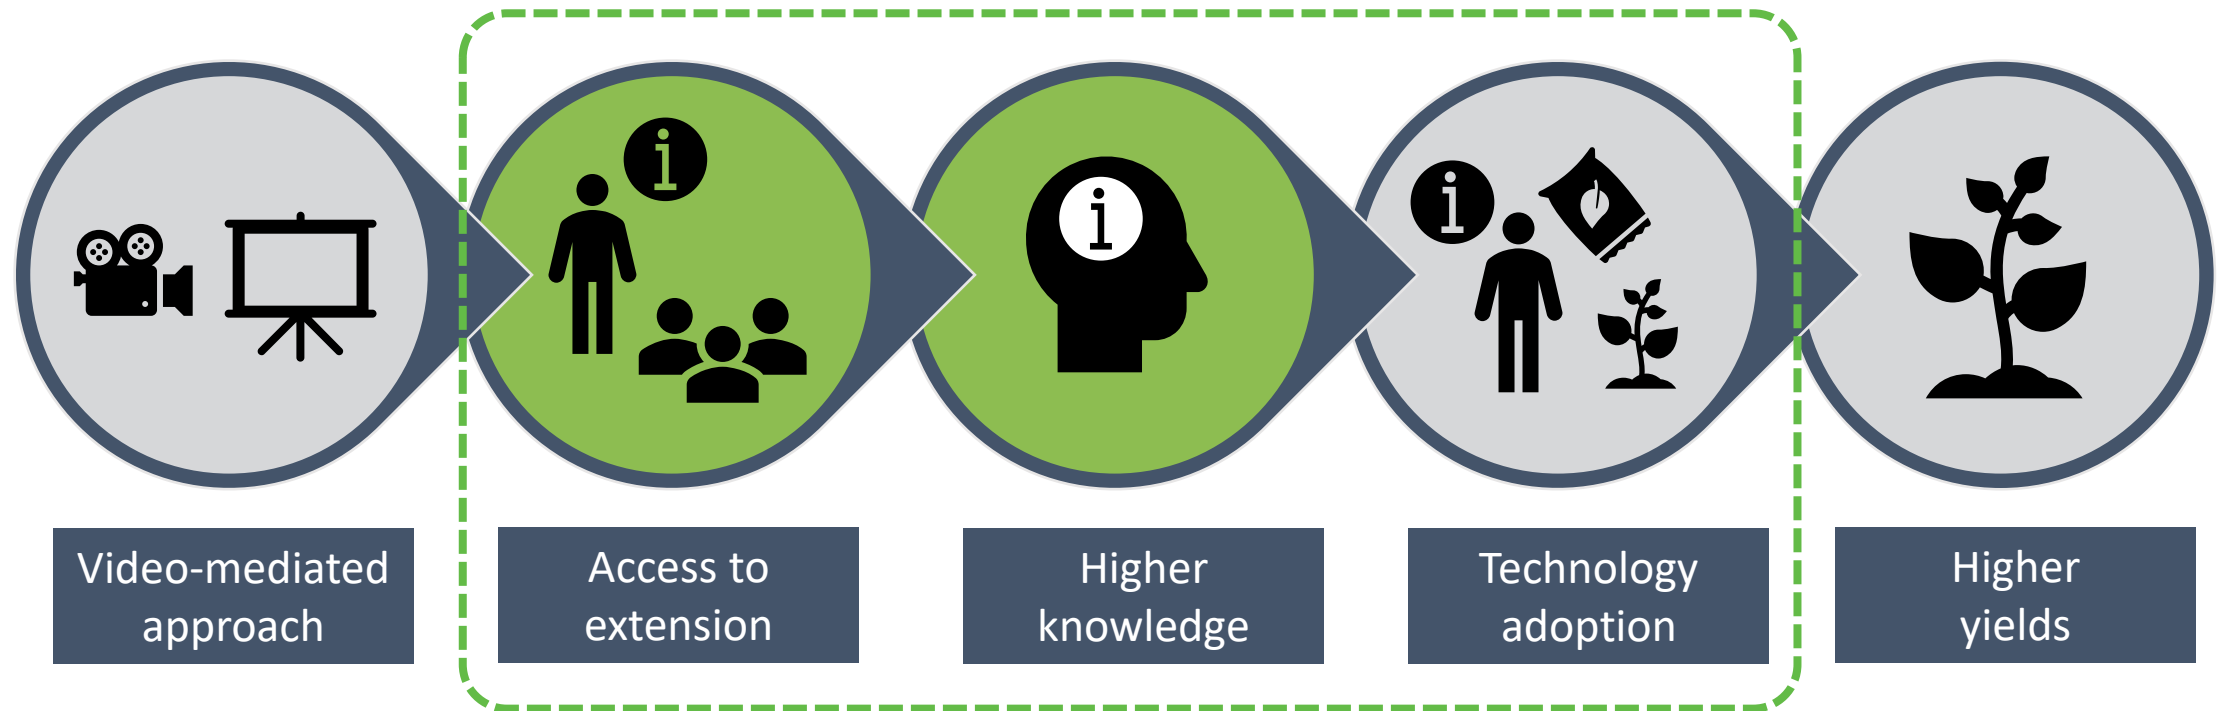 i
i
i
Video-mediated
approach
Access to
extension
Higher
knowledge
Technology
adoption
Higher
yields